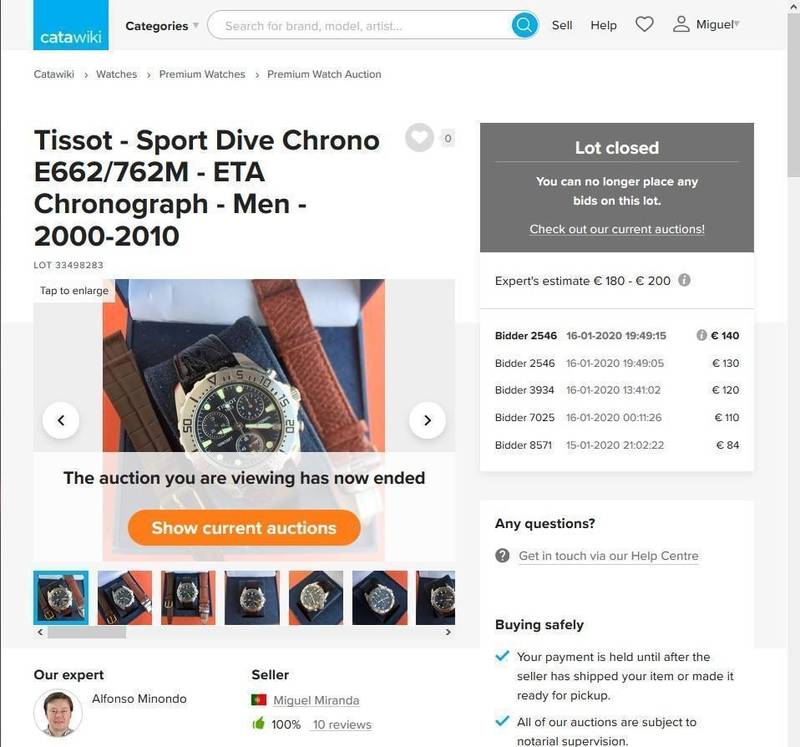 catawiki
Categories
Search for brand, model, artist...
Sell
Help
Miguel
Catawiki › Watches › Premium Watches › Premium Watch Auction
Tissot - Sport Dive Chrono
E662/762M - ETA
Chronograph - Men -
2000-2010
0
LOT 33498283
Tap to enlarge
TISSOT
The auction you are viewing has now ended
Show current auctions
Our expert
Alfonso Minondo
Seller
Miguel Miranda
100% 10 reviews
Lot closed
You can no longer place any
bids on this lot.
Check out our current auctions!
Expert's estimate € 180 - € 200
Bidder 2546 16-01-2020 19:49:15 € 140
Bidder 2546 16-01-2020 19:49:05 € 130
Bidder 3934 16-01-2020 13:41:02 € 120
Bidder 7025 16-01-2020 00:11:26 € 110
Bidder 8571 15-01-2020 21:02:22 € 84
Any questions?
Get in touch via our Help Centre
Buying safely
Your payment is held until after the
seller has shipped your item or made it
ready for pickup.
All of our auctions are subject to
notarial supervision.